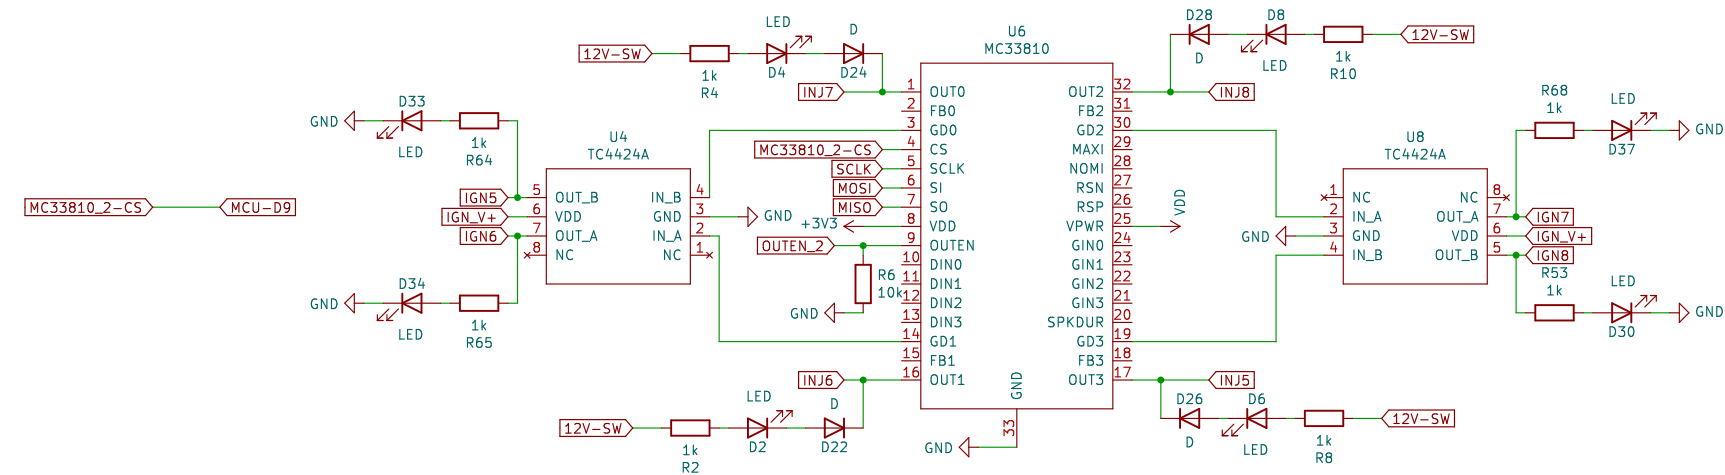 MC33810_2-CS
MCU-D9
GND
D33
LED
1k
R64
GND
D34
LED
1k
R65
IGN5
IGN_V+
IGN6
U4
TC4424A
5 OUT_B IN_B 4
6 VDD GND 3
7 OUT_A IN_A 2
8 NC NC 1
GND
12V-SW
1k
R4
LED
D4
D
D24
INJ7
MC33810_2-CS
SCLK
MOSI
MISO
+3V3
OUTEN_2
R6
10k
GND
INJ6
12V-SW
1k
R2
LED
D2
D
D22
U6
MC33810
1 OUT0 OUT2 32
2 FB0 FB2 31
3 GD0 GD2 30
4 CS MAXI 29
5 SCLK NOMI 28
6 SI RSN 27
7 SO RSP 26
8 VDD VPWR 25
9 OUTEN GIN0 24
10 DIN0 GIN1 23
11 DIN1 GIN2 22
12 DIN2 GIN3 21
13 DIN3 SPKDUR 20
14 GD1 GD3 19
15 FB1 FB3 18
16 OUT1 OUT3 17
GND
33
GND
D28
D
D8
LED
1k
R10
12V-SW
INJ8
VDD
INJ5
D26
D
D6
LED
1k
R8
12V-SW
U8
TC4424A
1 NC NC 8
2 IN_A OUT_A 7
3 GND VDD 6
4 IN_B OUT_B 5
GND
IGN7
IGN_V+
IGN8
R68
1k
LED
D37
GND
R53
1k
LED
D30
GND